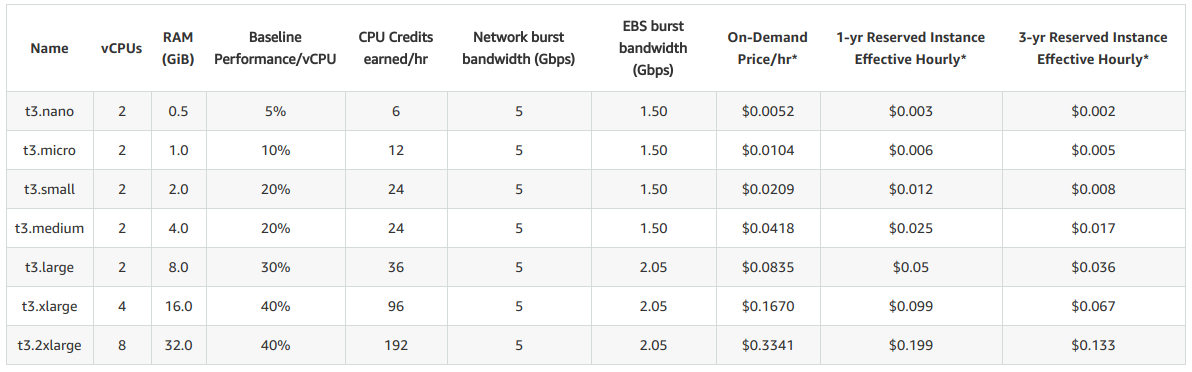 Name vCPUs RAM (GiB) Baseline Performance/vCPU CPU Credits earned/hr Network burst bandwidth (Gbps) EBS burst bandwidth (Gbps) On-Demand Price/hr* 1-yr Reserved Instance Effective Hourly* 3-yr Reserved Instance Effective Hourly*
t3.nano 2 0.5 5% 6 5 1.50 $0.0052 $0.003 $0.002
t3.micro 2 1.0 10% 12 5 1.50 $0.0104 $0.006 $0.005
t3.small 2 2.0 20% 24 5 1.50 $0.0209 $0.012 $0.008
t3.medium 2 4.0 20% 24 5 1.50 $0.0418 $0.025 $0.017
t3.large 2 8.0 30% 36 5 2.05 $0.0835 $0.05 $0.036
t3.xlarge 4 16.0 40% 96 5 2.05 $0.1670 $0.099 $0.067
t3.2xlarge 8 32.0 40% 192 5 2.05 $0.3341 $0.199 $0.133